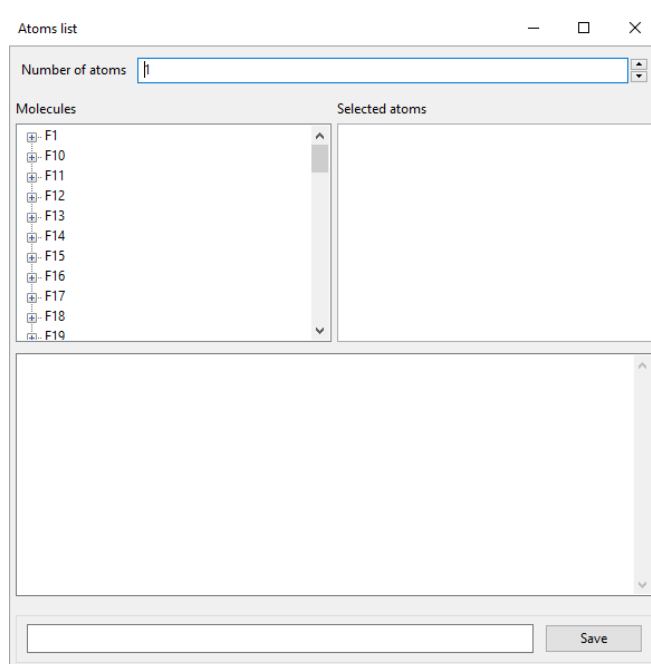 Atoms list
Number of atoms 1
Molecules Selected atoms
F1
F10
F11
F12
F13
F14
F15
F16
F17
F18
F19
Save